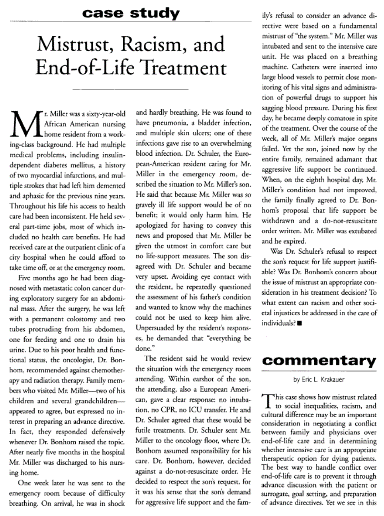 case study
Mistrust, Racism, and
End-of-Life Treatment
Mr. Miller was a sixty-year-old
African American nursing
home resident from a work-
ing-class background. He had multiple
medical problems, including insulin-
dependent diabetes mellitus, a history
of two myocardial infarctions, and mul-
tiple strokes that had left him demented
and aphasic for the previous nine years.
Throughout his life his access to health
care had been inconsistent. He held sev-
eral part-time jobs, most of which in-
cluded no health care benefits. He had
received care at the outpatient clinic of a
city hospital when he could afford to
take time off, or at the emergency room.
Five months ago he had been diag-
nosed with metastatic colon cancer dur-
ing exploratory surgery for an abdomi-
nal mass. After the surgery, he was left
with a permanent colostomy and two
tubes protruding from his abdomen,
one for feeding and one to drain his
urine. Due to his poor health and func-
tional status, the oncologist, Dr. Bon-
hom, recommended against chemother-
apy and radiation therapy. Family mem-
bers who visited Mr. Miller—two of his
children and several grandchildren—
appeared to agree, but expressed no in-
terest in preparing an advance directive.
In fact, they responded defensively
whenever Dr. Bonhom raised the topic.
After nearly five months in the hospital
Mr. Miller was discharged to his nurs-
ing home.
One week later he was sent to the
emergency room because of difficulty
breathing. On arrival, he was in shock
and hardly breathing. He was found to
have pneumonia, a bladder infection,
and multiple skin ulcers; one of these
infections gave rise to an overwhelming
blood infection. Dr. Schuler, the Euro-
pean-American resident caring for Mr.
Miller in the emergency room, de-
scribed the situation to Mr. Miller's son.
He said that because Mr. Miller was so
gravely ill life support would be of no
benefit; it would only harm him. He
apologized for having to convey this
news and proposed that Mr. Miller be
given the utmost in comfort care but
no life-support measures. The son dis-
agreed with Dr. Schuler and became
very upset. Avoiding eye contact with
the resident, he repeatedly questioned
the assessment of his father's condition
and wanted to know why the machines
could not be used to keep him alive.
Unpersuaded by the resident's respons-
es, he demanded that "everything be
done."
The resident said he would review
the situation with the emergency room
attending. Within earshot of the son,
the attending, also a European Ameri-
can, gave a clear response: no intuba-
tion, no CPR, no ICU transfer. He and
Dr. Schuler agreed that these would be
futile treatments. Dr. Schuler sent Mr.
Miller to the oncology floor, where Dr.
Bonhom assumed responsibility for his
care. Dr. Bonhom, however, decided
against a do-not-resuscitate order. He
decided to respect the son's request, for
it was his sense that the son's demand
for aggressive life support and the fam-
ily's refusal to consider an advance di-
rective were based on a fundamental
mistrust of "the system." Mr. Miller was
intubated and sent to the intensive care
unit. He was placed on a breathing
machine. Catheters were inserted into
large blood vessels to permit close mon-
itoring of his vital signs and administra-
tion of powerful drugs to support his
sagging blood pressure. During his first
day, he became deeply comatose in spite
of the treatment. Over the course of the
week, all of Mr. Miller's major organs
failed. Yet the son, joined now by the
entire family, remained adamant that
aggressive life support be continued.
When, on the eighth hospital day, Mr.
Miller's condition had not improved,
the family finally agreed to Dr. Bon-
hom's proposal that life support be
withdrawn and a do-not-resuscitate
order written. Mr. Miller was extubated
and he expired.
Was Dr. Schuler's refusal to respect
the son's request for life support justifi-
able? Was Dr. Bonhom's concern about
the issue of mistrust an appropriate con-
sideration in his treatment decision? To
what extent can racism and other soci-
etal injustices be addressed in the care of
individuals? ■
commentary
by Eric L. Krakauer
This case shows how mistrust related
to social inequalities, racism, and
cultural difference may be an important
consideration in negotiating a conflict
between family and physicians over
end-of-life care and in determining
whether intensive care is an appropriate
therapeutic option for dying patients.
The best way to handle conflict over
end-of-life care is to prevent it through
advance discussion with the patient or
surrogate, goal setting, and preparation
of advance directives. Yet we see in this